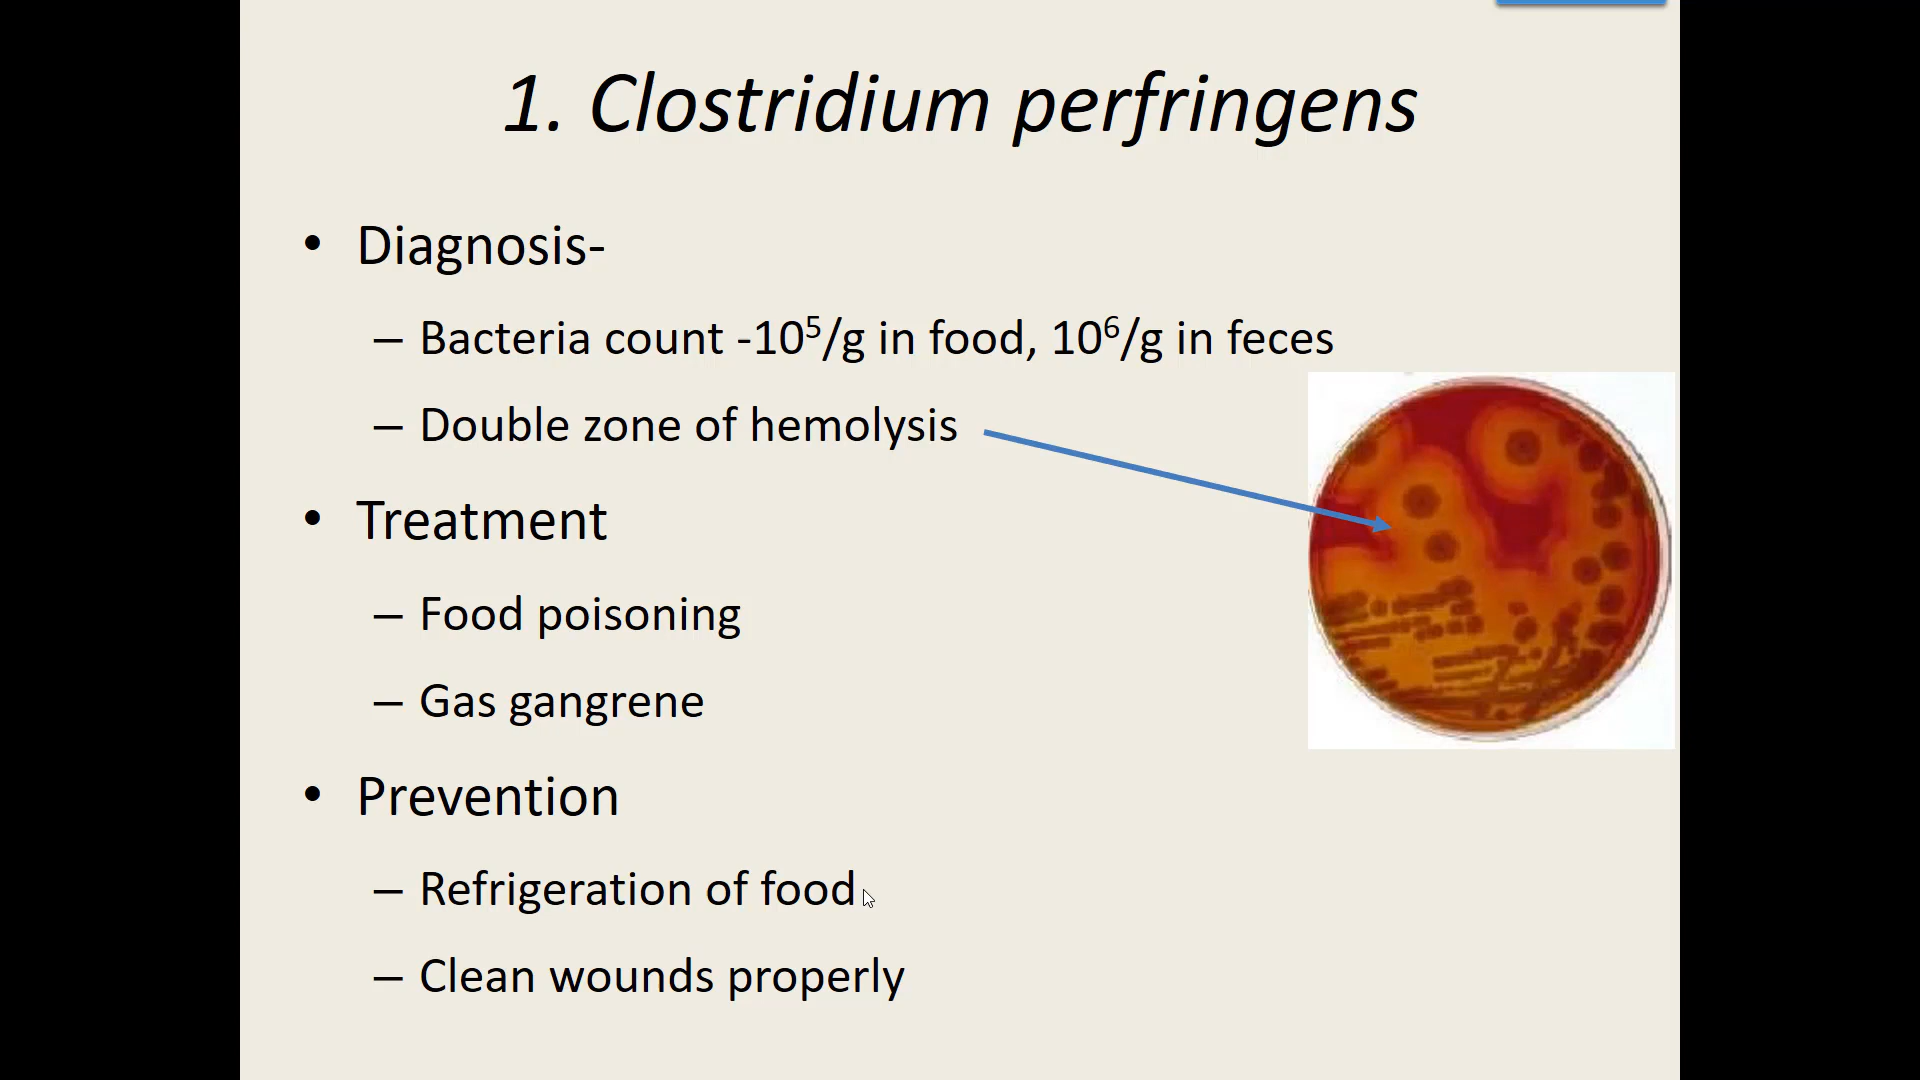 1. Clostridium perfringens
• Diagnosis-
– Bacteria count -10⁵/g in food, 10⁶/g in feces
– Double zone of hemolysis
• Treatment
– Food poisoning
– Gas gangrene
• Prevention
– Refrigeration of food
– Clean wounds properly